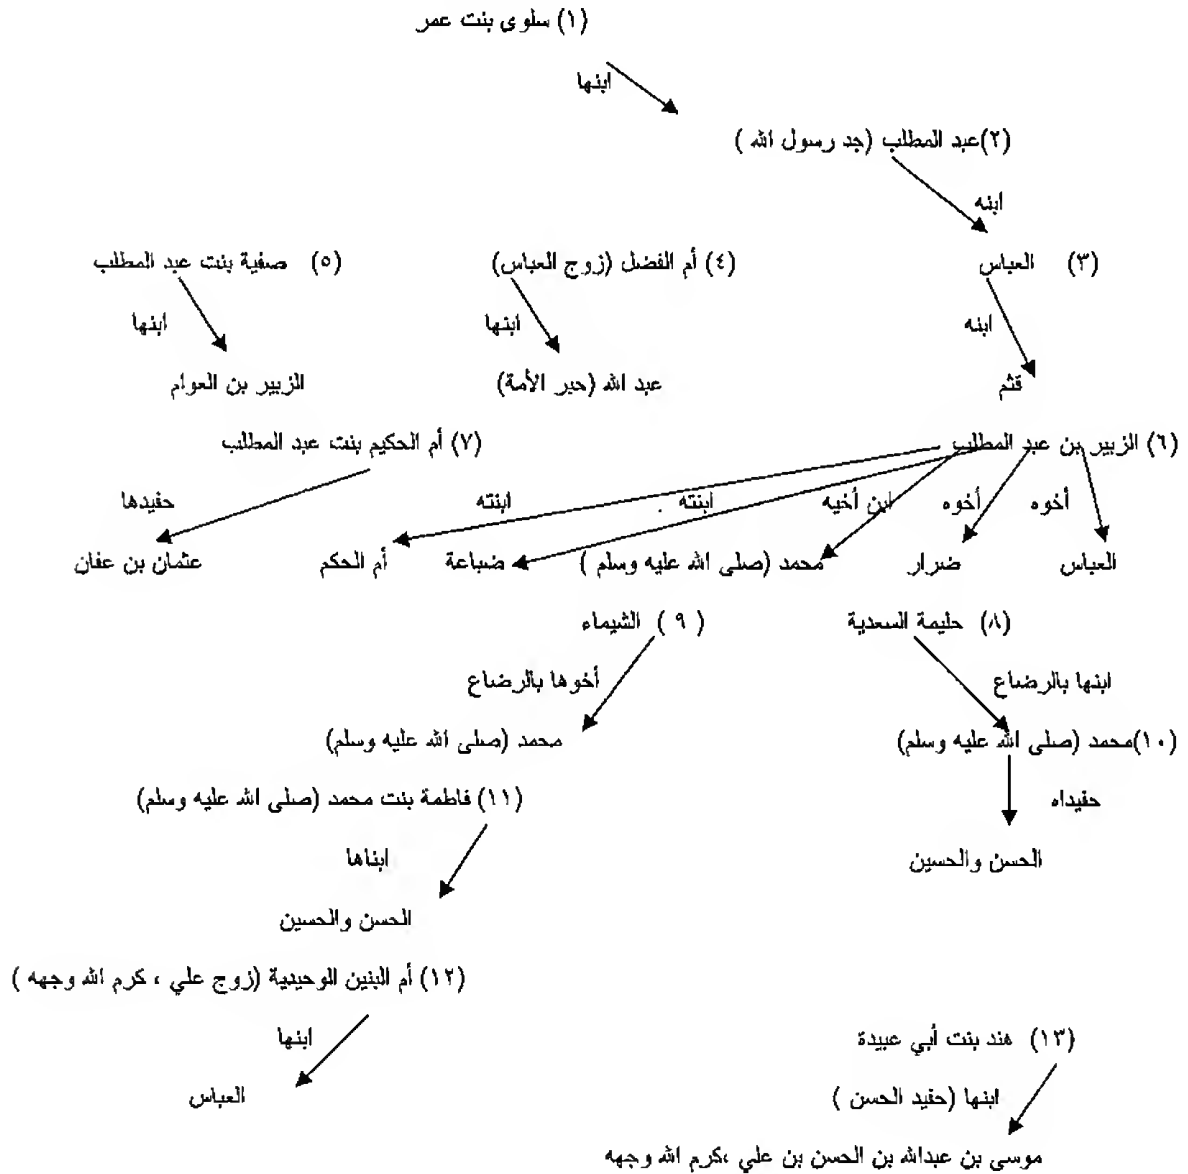 (١) سلوى بنت عمر
ابنها
(٢)عبد المطلب (جد رسول الله )
ابنه
(٣) العباس
(٤) أم الفضل (زوج العباس)
(٥) صفية بنت عبد المطلب
ابنه
ابنها
ابنها
قثم
عبد الله (حبر الأمة)
الزبير بن العوام
(٦) الزبير بن عبد المطلب
(٧) أم الحكيم بنت عبد المطلب
أخوه
أخوه
ابن أخيه
ابنته
ابنته
حفيدها
العباس
ضرار
محمد (صلى الله عليه وسلم )
ضباعة
أم الحكم
عثمان بن عفان
(٨) حليمة السعدية
( ٩ ) الشيماء
ابنها بالرضاع
أخوها بالرضاع
(١٠)محمد (صلى الله عليه وسلم)
محمد (صلى الله عليه وسلم)
حفيداه
(١١) فاطمة بنت محمد (صلى الله عليه وسلم)
الحسن والحسين
ابناها
الحسن والحسين
(١٢) أم البنين الوحيدية (زوج علي ، كرم الله وجهه )
ابنها
العباس
(١٣) هند بنت أبي عبيدة
ابنها (حفيد الحسن )
موسى بن عبدالله بن الحسن بن علي ،كرم الله وجهه